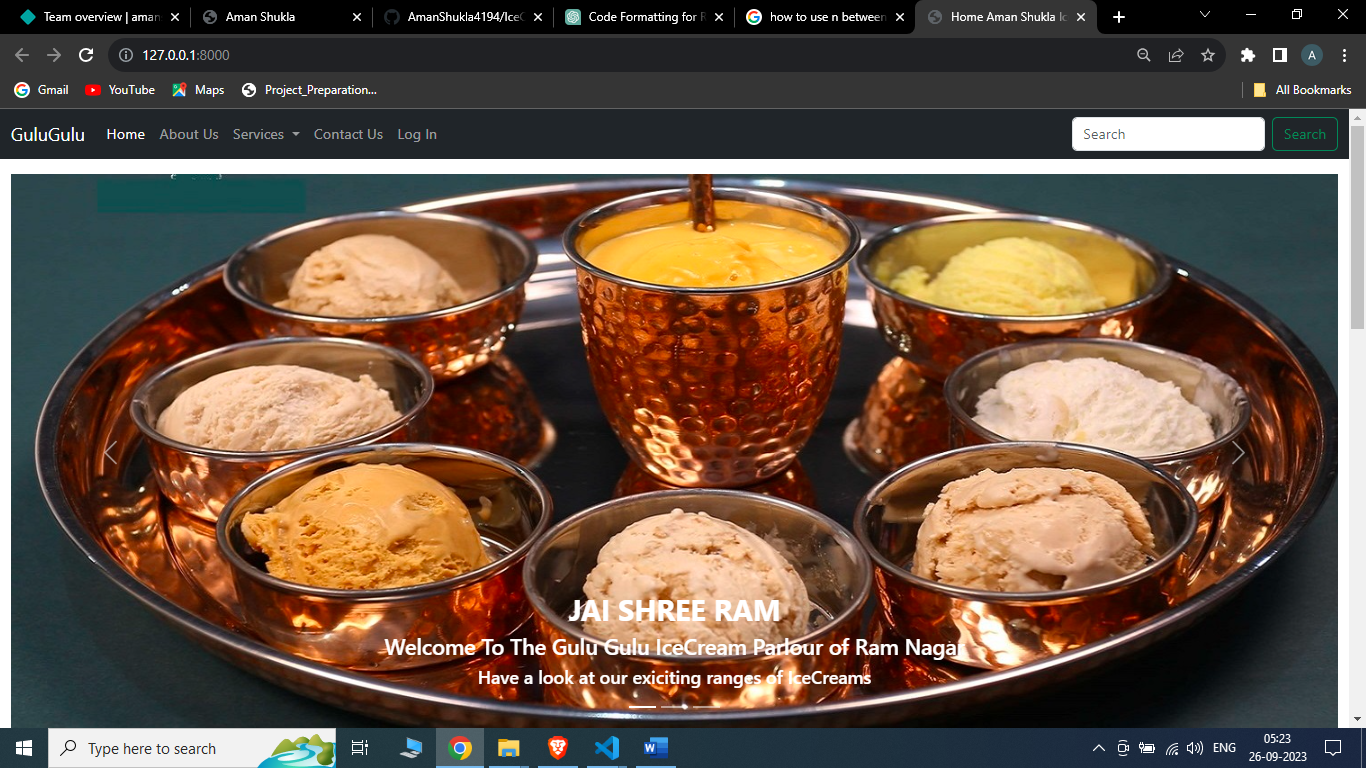 Team overview | aman
Aman Shukla
AmanShukla4194/IceC
Code Formatting for R
how to use n between
Home Aman Shukla Ic
127.0.0.1:8000
A
Gmail
YouTube
Maps
Project_Preparation...
All Bookmarks
GuluGulu
Home
About Us
Services
Contact Us
Log In
Search
Search
JAI SHREE RAM
Welcome To The Gulu Gulu IceCream Parlour of Ram Nagar
Have a look at our exiciting ranges of IceCreams
Type here to search
ENG
05:23
26-09-2023